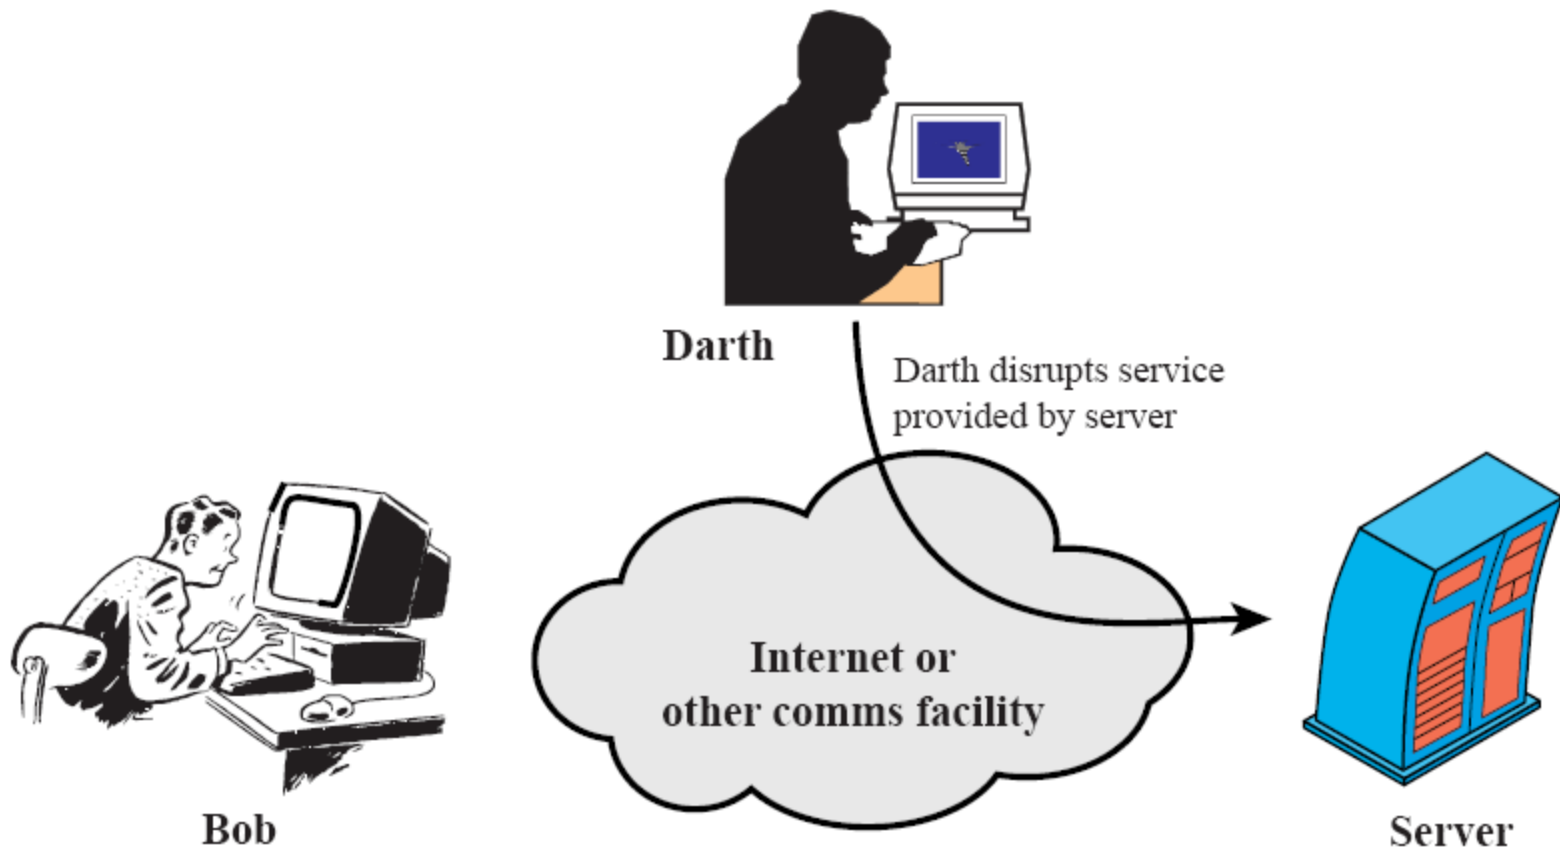 Darth
Darth disrupts service
provided by server
Internet or
other comms facility
Bob
Server